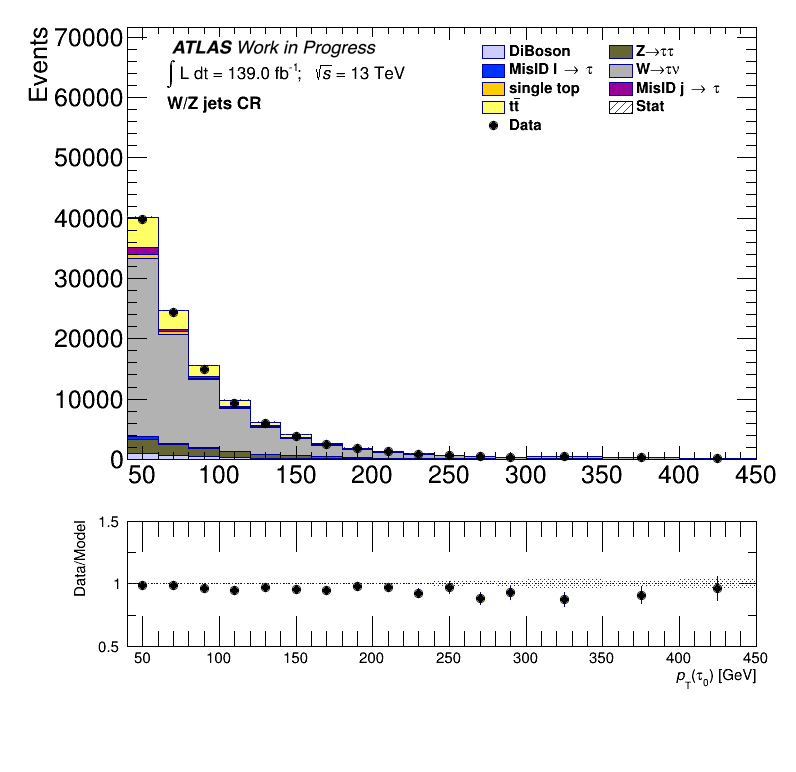 Events
70000
60000
50000
40000
30000
20000
10000
0
ATLAS Work in Progress
∫ L dt = 139.0 fb⁻¹; √s = 13 TeV
W/Z jets CR
DiBoson
MisID l → τ
single top
tt̄
Data
Z→ττ
W→τν
MisID j → τ
Stat
50 100 150 200 250 300 350 400 450
Data/Model
1.5
1
0.5
50 100 150 200 250 300 350 400 450
p_T(τ₀) [GeV]